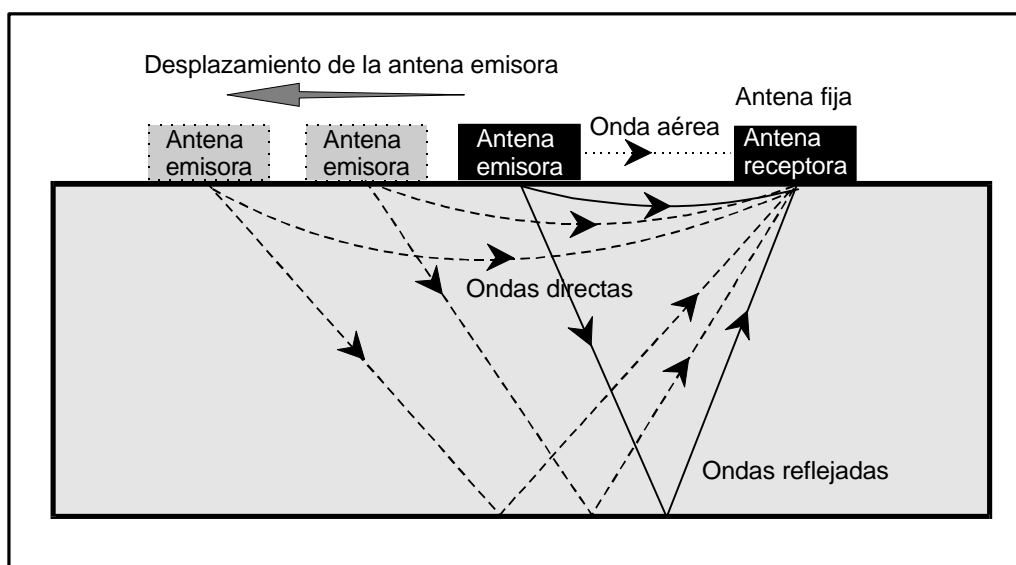 Desplazamiento de la antena emisora
Antena fija
Onda aérea
Antena
emisora
Antena
emisora
Antena
emisora
Antena
receptora
Ondas directas
Ondas reflejadas